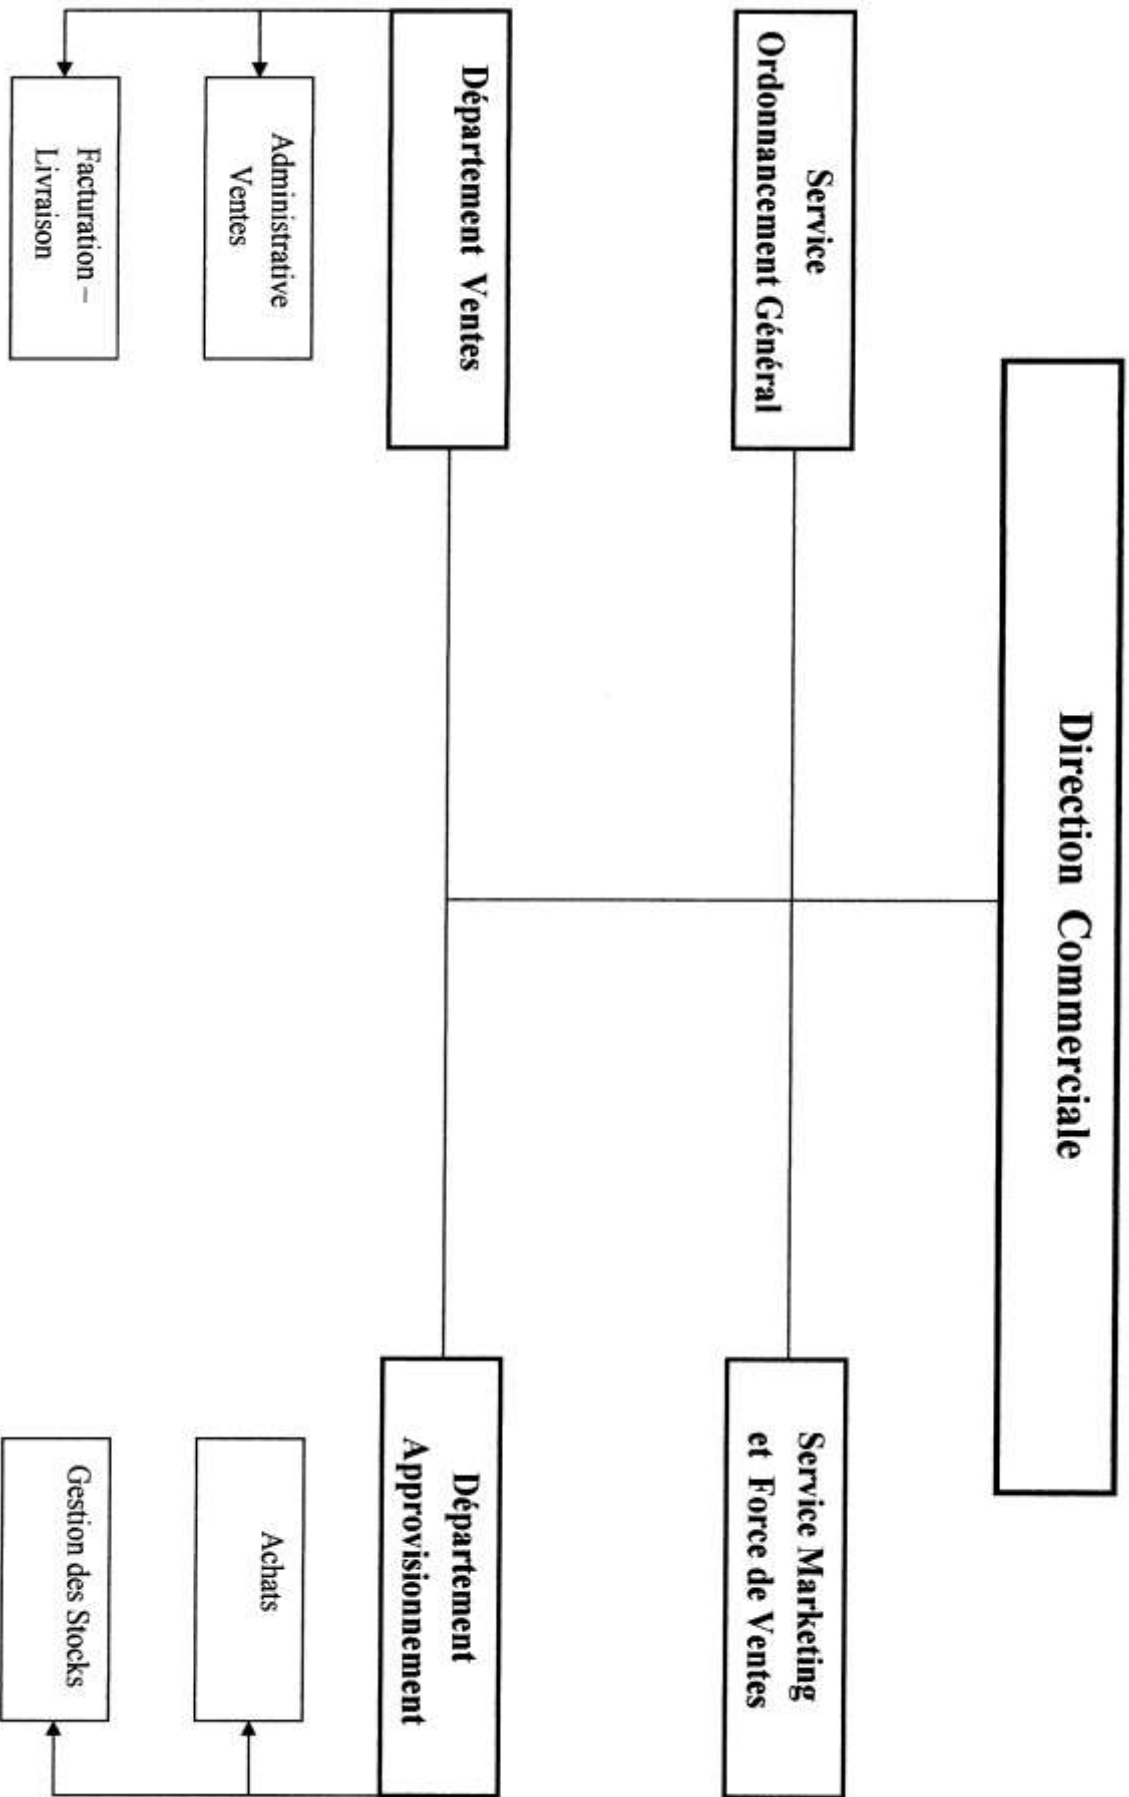 Direction Commerciale
Service
Ordonnancement Général
Service Marketing
et Force de Ventes
Département Ventes
Département
Approvisionnement
Administrative
Ventes
Achats
Facturation –
Livraison
Gestion des Stocks